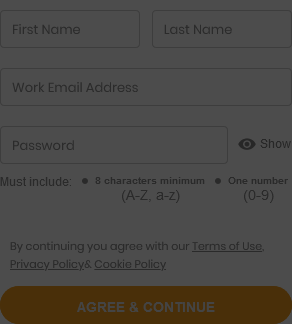 First Name Last Name
Work Email Address
Password Show
Must include: • 8 characters minimum • One number
(A-Z, a-z) (0-9)
By continuing you agree with our Terms of Use,
Privacy Policy& Cookie Policy
AGREE & CONTINUE